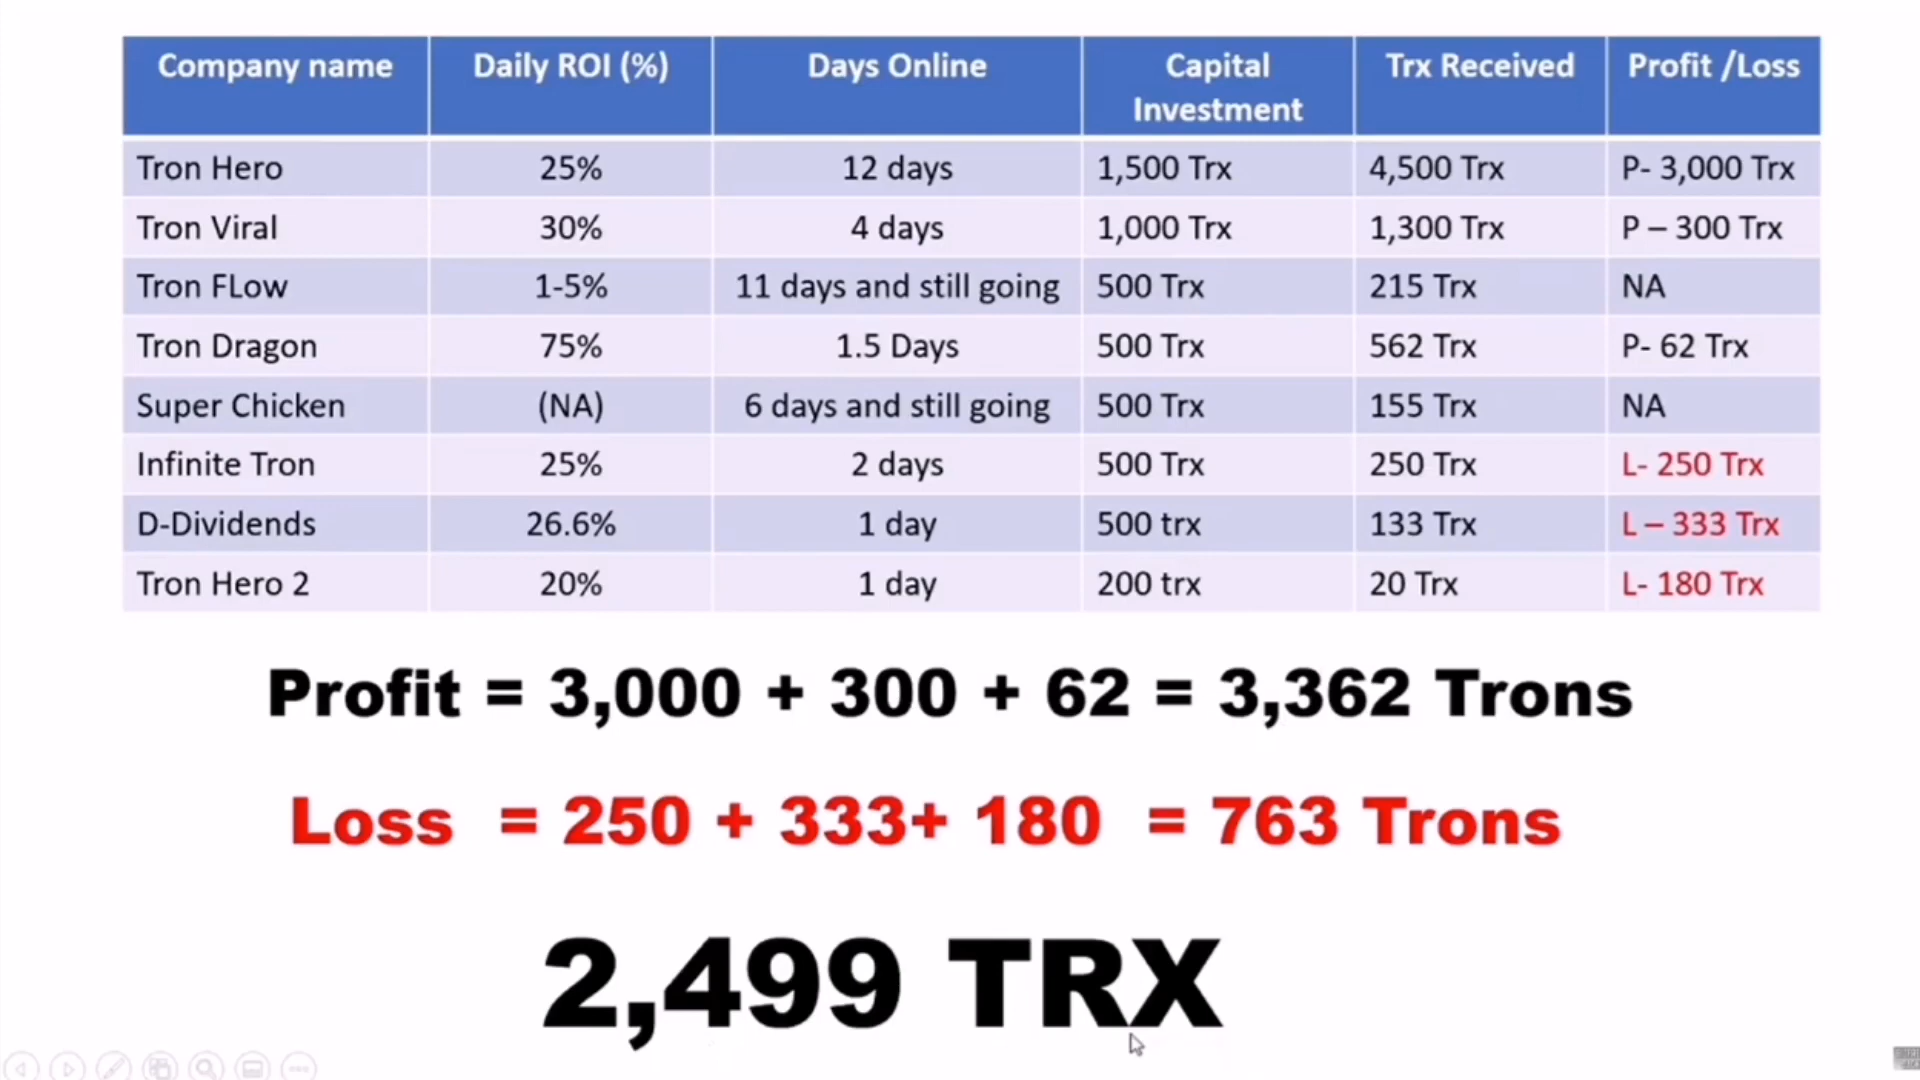 Company name Daily ROI (%) Days Online Capital Investment Trx Received Profit /Loss
Tron Hero 25% 12 days 1,500 Trx 4,500 Trx P- 3,000 Trx
Tron Viral 30% 4 days 1,000 Trx 1,300 Trx P – 300 Trx
Tron FLow 1-5% 11 days and still going 500 Trx 215 Trx NA
Tron Dragon 75% 1.5 Days 500 Trx 562 Trx P- 62 Trx
Super Chicken (NA) 6 days and still going 500 Trx 155 Trx NA
Infinite Tron 25% 2 days 500 Trx 250 Trx L- 250 Trx
D-Dividends 26.6% 1 day 500 trx 133 Trx L – 333 Trx
Tron Hero 2 20% 1 day 200 trx 20 Trx L- 180 Trx
Profit = 3,000 + 300 + 62 = 3,362 Trons
Loss = 250 + 333+ 180 = 763 Trons
2,499 TRX